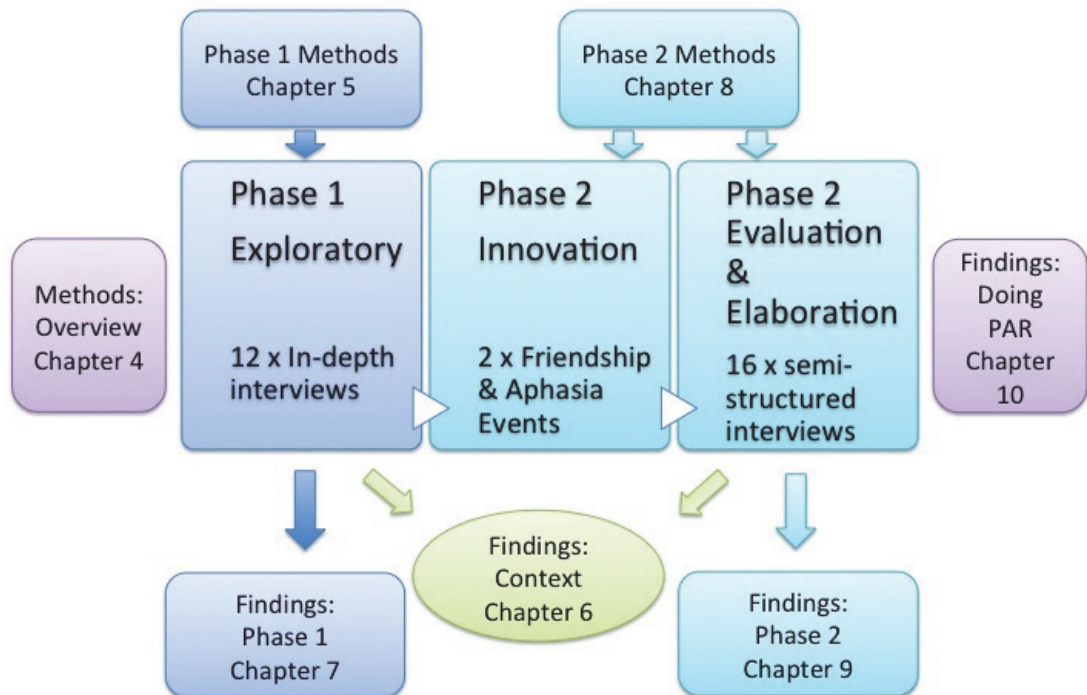 Phase 1 Methods
Chapter 5
Phase 2 Methods
Chapter 8
Methods:
Overview
Chapter 4
Phase 1
Exploratory
12 x In-depth
interviews
Phase 2
Innovation
2 x Friendship
& Aphasia
Events
Phase 2
Evaluation
&
Elaboration
16 x semi-
structured
interviews
Findings:
Doing
PAR
Chapter
10
Findings:
Phase 1
Chapter 7
Findings:
Context
Chapter 6
Findings:
Phase 2
Chapter 9